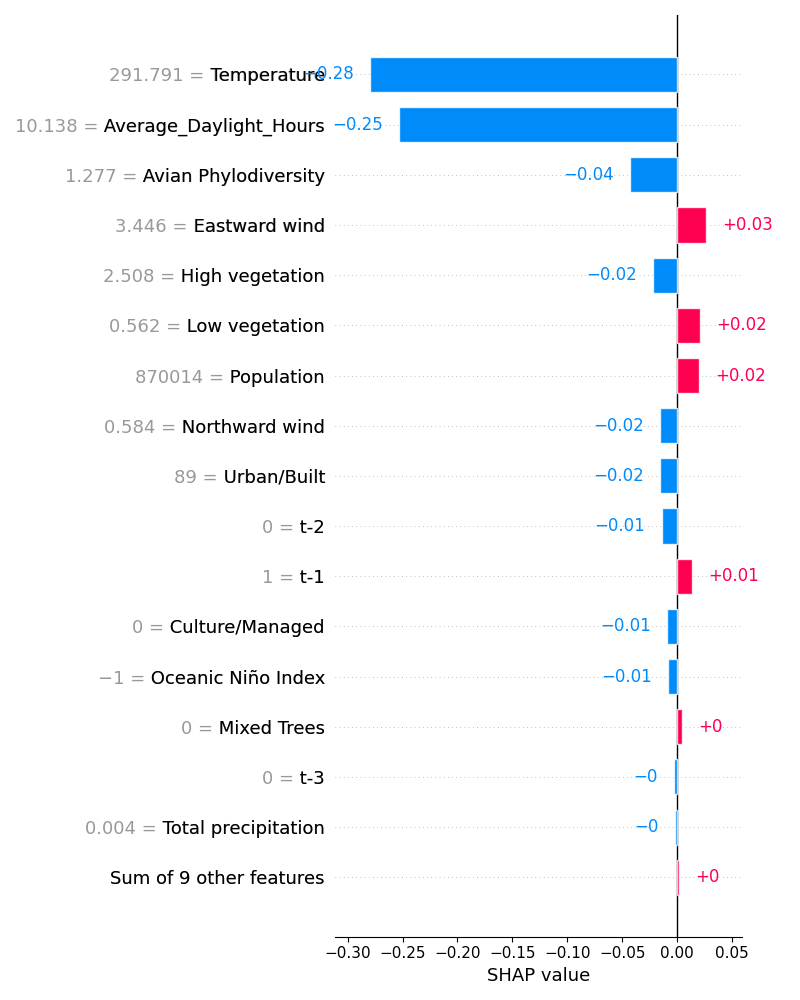 291.791 = Temperature −0.28
10.138 = Average_Daylight_Hours −0.25
1.277 = Avian Phylodiversity −0.04
3.446 = Eastward wind +0.03
2.508 = High vegetation −0.02
0.562 = Low vegetation +0.02
870014 = Population +0.02
0.584 = Northward wind −0.02
89 = Urban/Built −0.02
0 = t-2 −0.01
1 = t-1 +0.01
0 = Culture/Managed −0.01
−1 = Oceanic Niño Index −0.01
0 = Mixed Trees +0
0 = t-3 −0
0.004 = Total precipitation −0
Sum of 9 other features +0
−0.30 −0.25 −0.20 −0.15 −0.10 −0.05 0.00 0.05
SHAP value